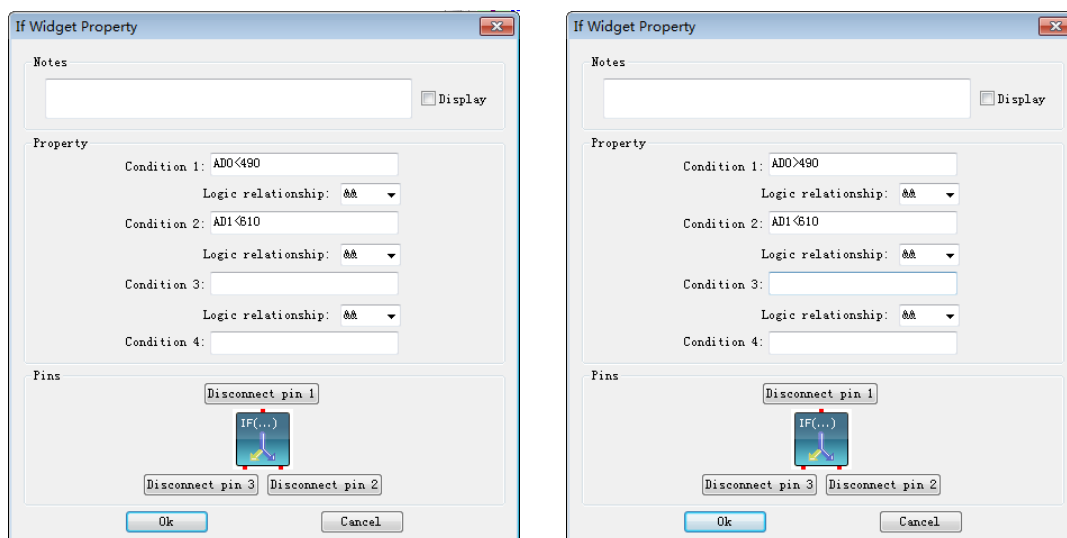 If Widget Property
Notes
Display
Property
Condition 1: AD0<490
Logic relationship: &&
Condition 2: AD1<610
Logic relationship: &&
Condition 3:
Logic relationship: &&
Condition 4:
Pins
Disconnect pin 1
IF(...)
Disconnect pin 3 Disconnect pin 2
Ok Cancel
If Widget Property
Notes
Display
Property
Condition 1: AD0>490
Logic relationship: &&
Condition 2: AD1<610
Logic relationship: &&
Condition 3:
Logic relationship: &&
Condition 4:
Pins
Disconnect pin 1
IF(...)
Disconnect pin 3 Disconnect pin 2
Ok Cancel